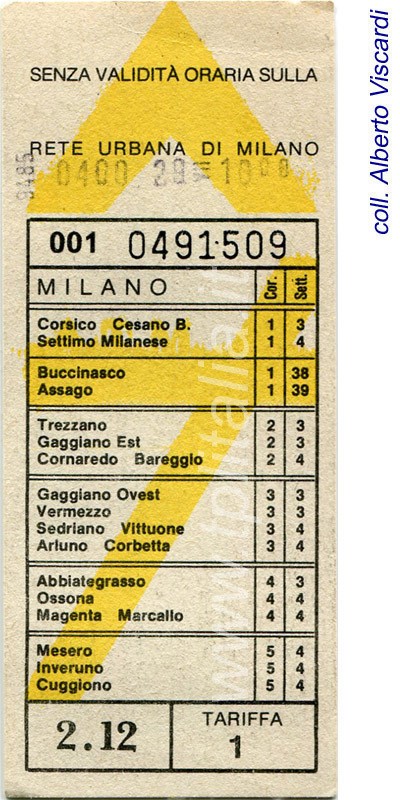 SENZA VALIDITÀ ORARIA SULLA
RETE URBANA DI MILANO
001 0491·509
MILANO Cor. Sett.
Corsico Cesano B. 1 3
Settimo Milanese 1 4
Buccinasco 1 38
Assago 1 39
Trezzano 2 3
Gaggiano Est 2 3
Cornaredo Bareggio 2 4
Gaggiano Ovest 3 3
Vermezzo 3 3
Sedriano Vittuone 3 4
Arluno Corbetta 3 4
Abbiategrasso 4 3
Ossona 4 4
Magenta Marcallo 4 4
Mesero 5 4
Inveruno 5 4
Cuggiono 5 4
2.12
TARIFFA
1
coll. Alberto Viscardi